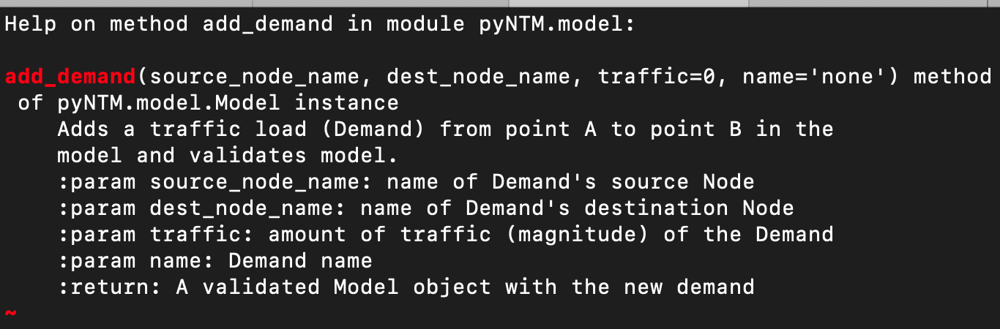 Help on method add_demand in module pyNTM.model:
add_demand(source_node_name, dest_node_name, traffic=0, name='none') method
of pyNTM.model.Model instance
Adds a traffic load (Demand) from point A to point B in the
model and validates model.
:param source_node_name: name of Demand's source Node
:param dest_node_name: name of Demand's destination Node
:param traffic: amount of traffic (magnitude) of the Demand
:param name: Demand name
:return: A validated Model object with the new demand
~